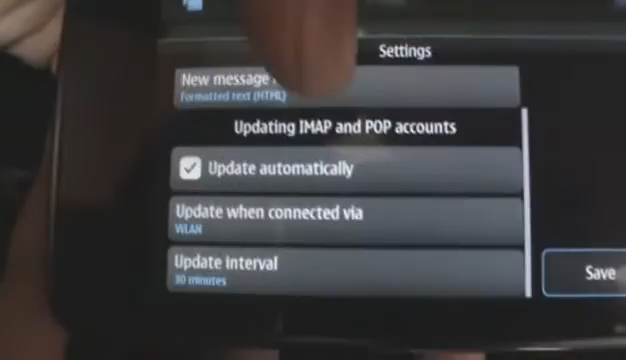 Settings
New message
Formatted text (HTML)
Updating IMAP and POP accounts
Update automatically
Update when connected via
WLAN
Update interval
30 minutes
Save